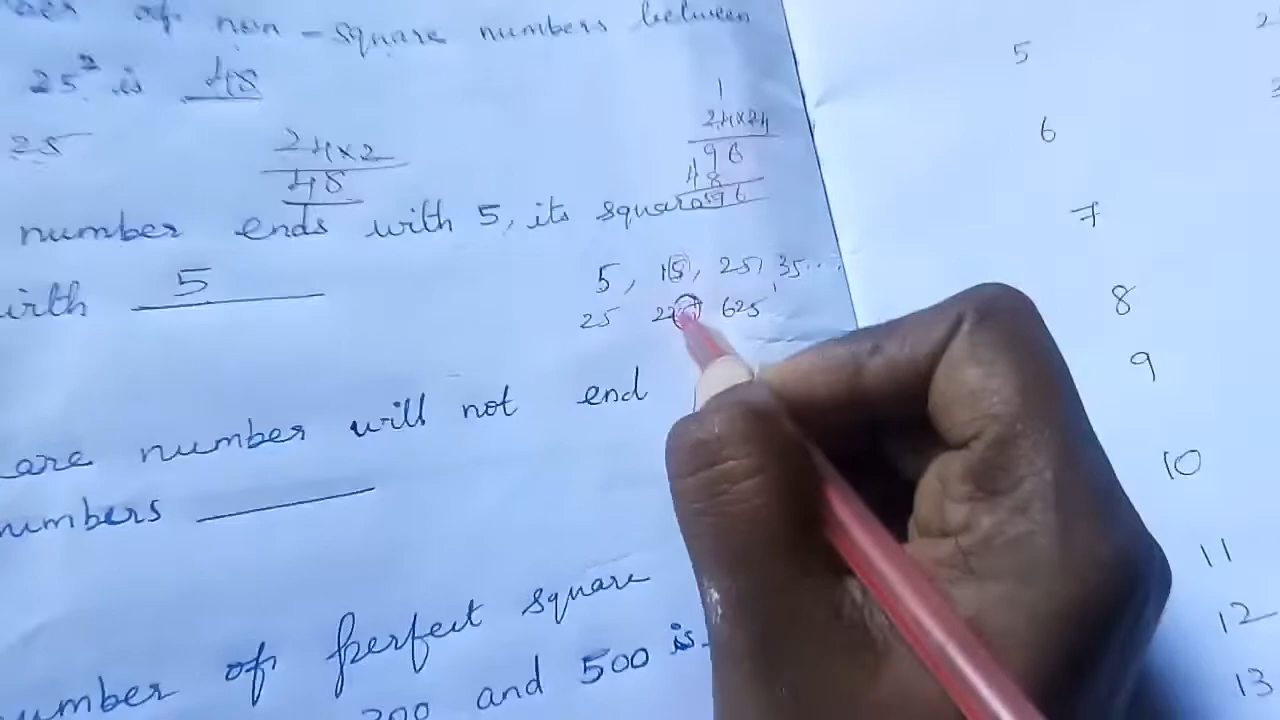 of non - square numbers between
25² is 48
25
24×2
48
1
24×24
96
48
number ends with 5, its square
with 5
5, 15, 25, 35...
25 625
are number will not end
numbers
number of perfect square
and 500 is
5
6
7
8
9
10
11
12
13